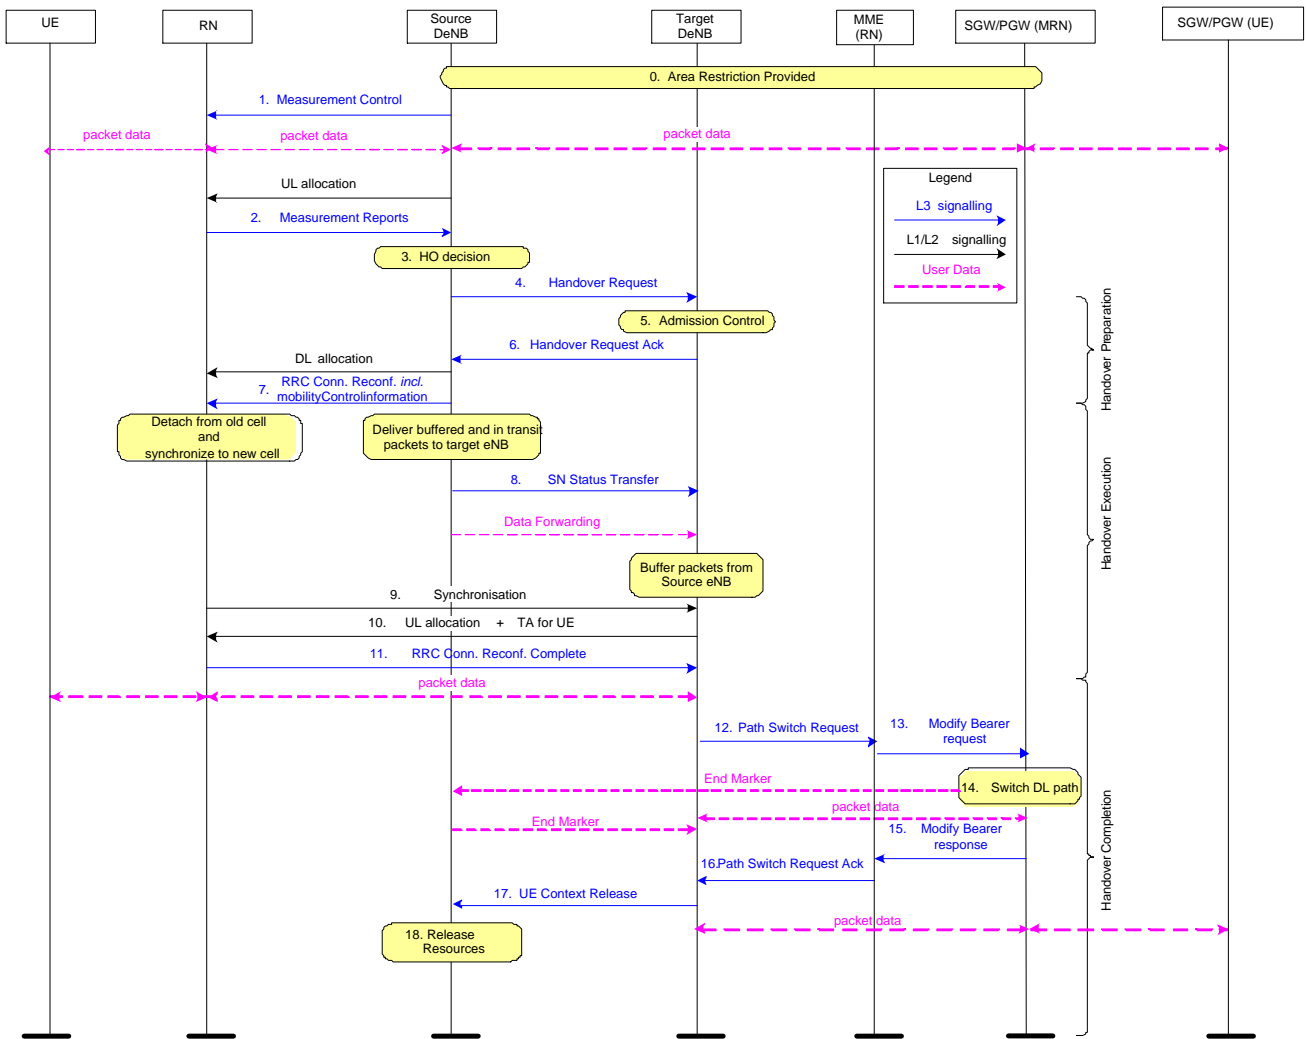 UE
RN
Source
DeNB
Target
DeNB
MME
(RN)
SGW/PGW (MRN)
SGW/PGW (UE)
0. Area Restriction Provided
1. Measurement Control
packet data
packet data
packet data
UL allocation
2. Measurement Reports
Legend
L3 signalling
L1/L2 signalling
User Data
3. HO decision
4. Handover Request
5. Admission Control
6. Handover Request Ack
DL allocation
7. RRC Conn. Reconf. incl.
mobilityControlinformation
Handover Preparation
Detach from old cell
and
synchronize to new cell
Deliver buffered and in transit
packets to target eNB
8. SN Status Transfer
Data Forwarding
Buffer packets from
Source eNB
9. Synchronisation
10. UL allocation + TA for UE
11. RRC Conn. Reconf. Complete
Handover Execution
packet data
12. Path Switch Request
13. Modify Bearer
request
End Marker
14. Switch DL path
packet data
End Marker
15. Modify Bearer
response
16.Path Switch Request Ack
17. UE Context Release
packet data
18. Release
Resources
Handover Completion